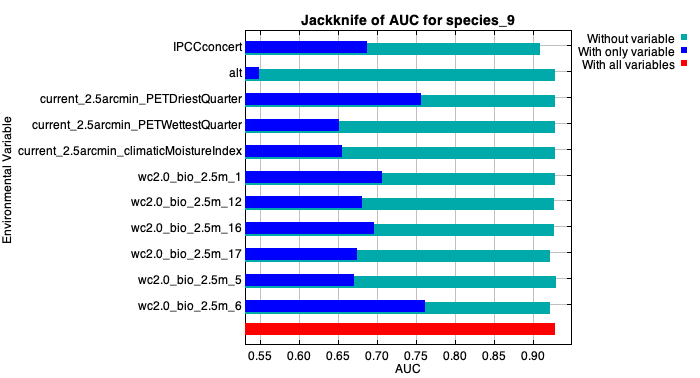 Jackknife of AUC for species_9
Without variable
With only variable
With all variables
Environmental Variable
IPCCconcert
alt
current_2.5arcmin_PETDriestQuarter
current_2.5arcmin_PETWettestQuarter
current_2.5arcmin_climaticMoistureIndex
wc2.0_bio_2.5m_1
wc2.0_bio_2.5m_12
wc2.0_bio_2.5m_16
wc2.0_bio_2.5m_17
wc2.0_bio_2.5m_5
wc2.0_bio_2.5m_6
0.55 0.60 0.65 0.70 0.75 0.80 0.85 0.90
AUC